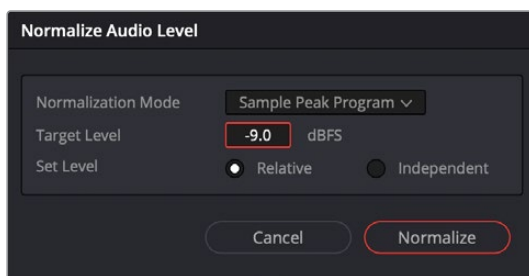 Normalize Audio Level
Normalization Mode Sample Peak Program
Target Level -9.0 dBFS
Set Level Relative Independent
Cancel Normalize